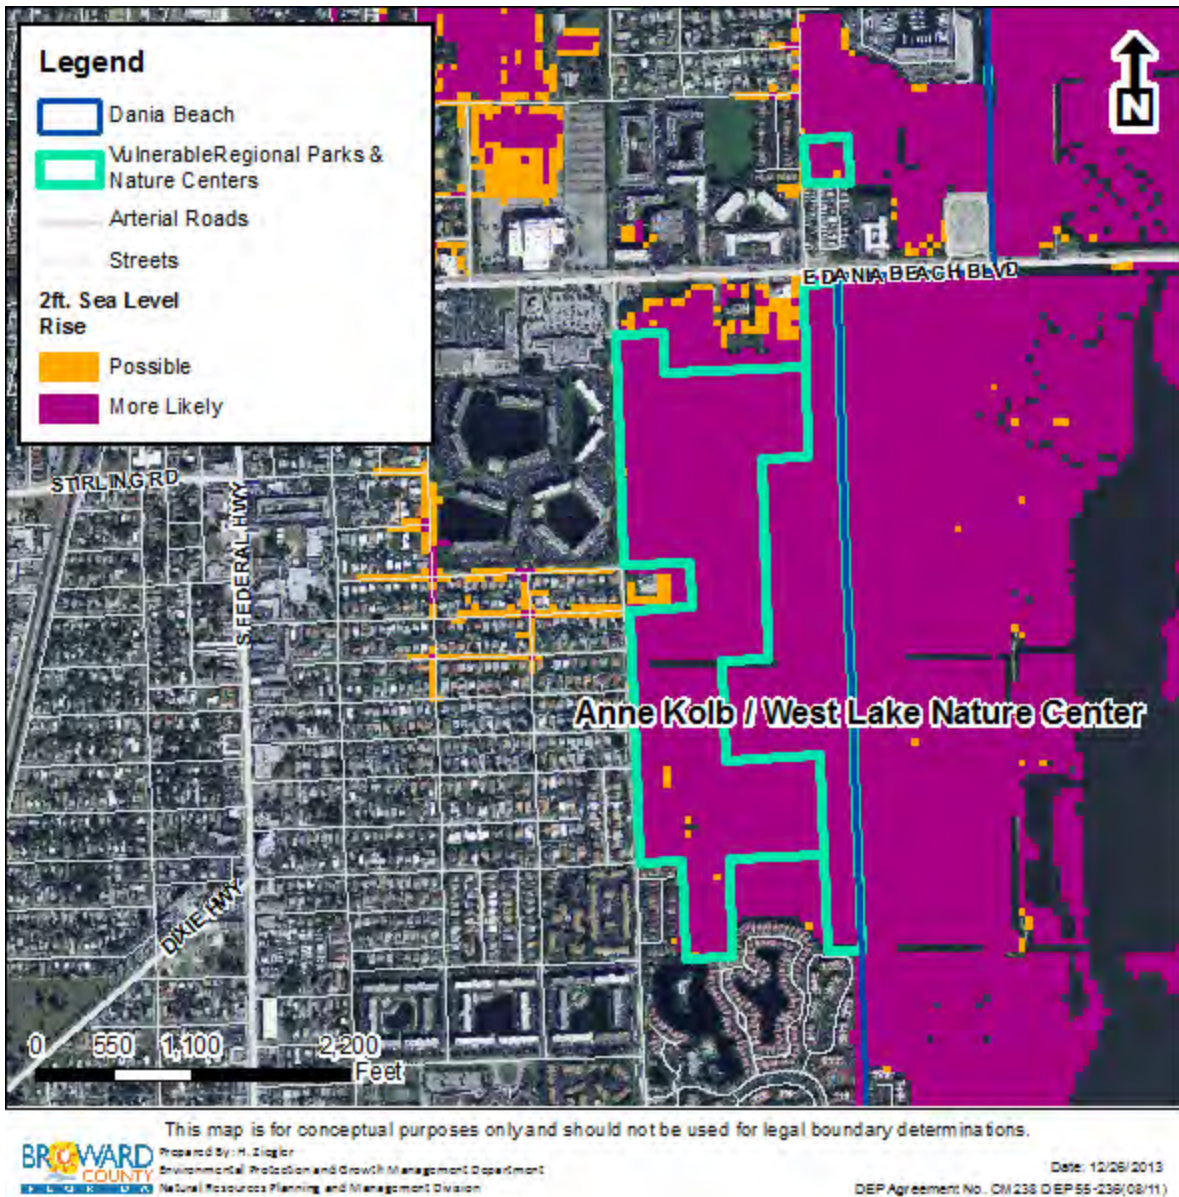 Legend
Dania Beach
VulnerableRegional Parks &
Nature Centers
Arterial Roads
Streets
2ft. Sea Level
Rise
Possible
More Likely
N
E DANIA BEACH BLVD
STIRLING RD
S FEDERAL HWY
Anne Kolb / West Lake Nature Center
DIXIE HWY
0 550 1,100 2,200
Feet
This map is for conceptual purposes only and should not be used for legal boundary determinations.
BROWARD
COUNTY
FLORIDA
Prepared By: H. Ziegler
Environmental Protection and Growth Management Department
Natural Resources Planning and Management Division
Date: 12/26/2013
DEP Agreement No. CM238 DEP 55-236(08/11)